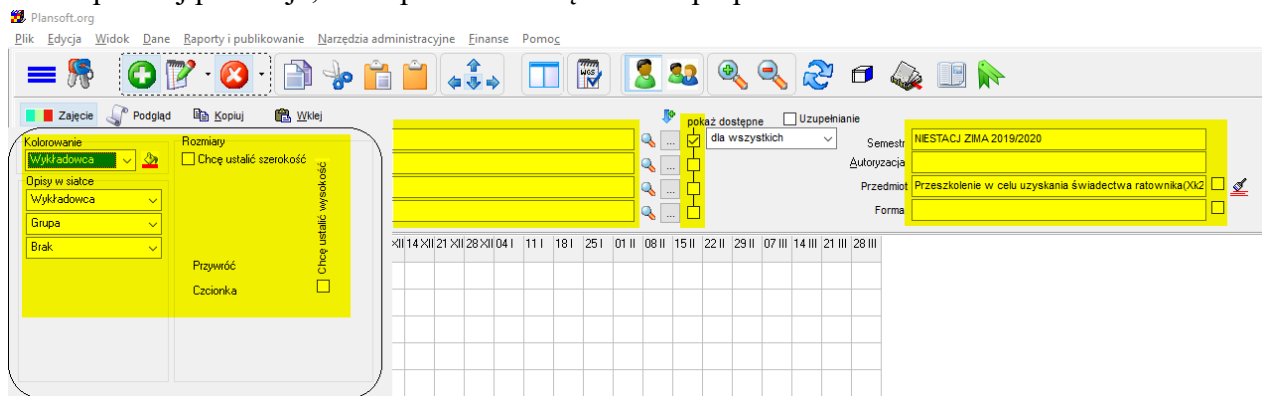 Plansoft.org
Plik Edycja Widok Dane Raporty i publikowanie Narzędzia administracyjne Finanse Pomoc
WGS
Zajęcie Podgląd Kopiuj Wklej
pokaż dostępne Uzupełnianie
Kolorowanie Rozmiary
Wykładowca Chcę ustalić szerokość
dla wszystkich
Semestr NIESTACJ ZIMA 2019/2020
Opisy w siatce
Autoryzacja
Wykładowca
Przedmiot Przeszkolenie w celu uzyskania świadectwa ratownika(Xk2
Grupa
Forma
Brak
Chcę ustalić wysokość
XII 14 XII 21 XII 28 XII 04 I 11 I 18 I 25 I 01 II 08 II 15 II 22 II 29 II 07 III 14 III 21 III 28 III
Przywróć
Czcionka